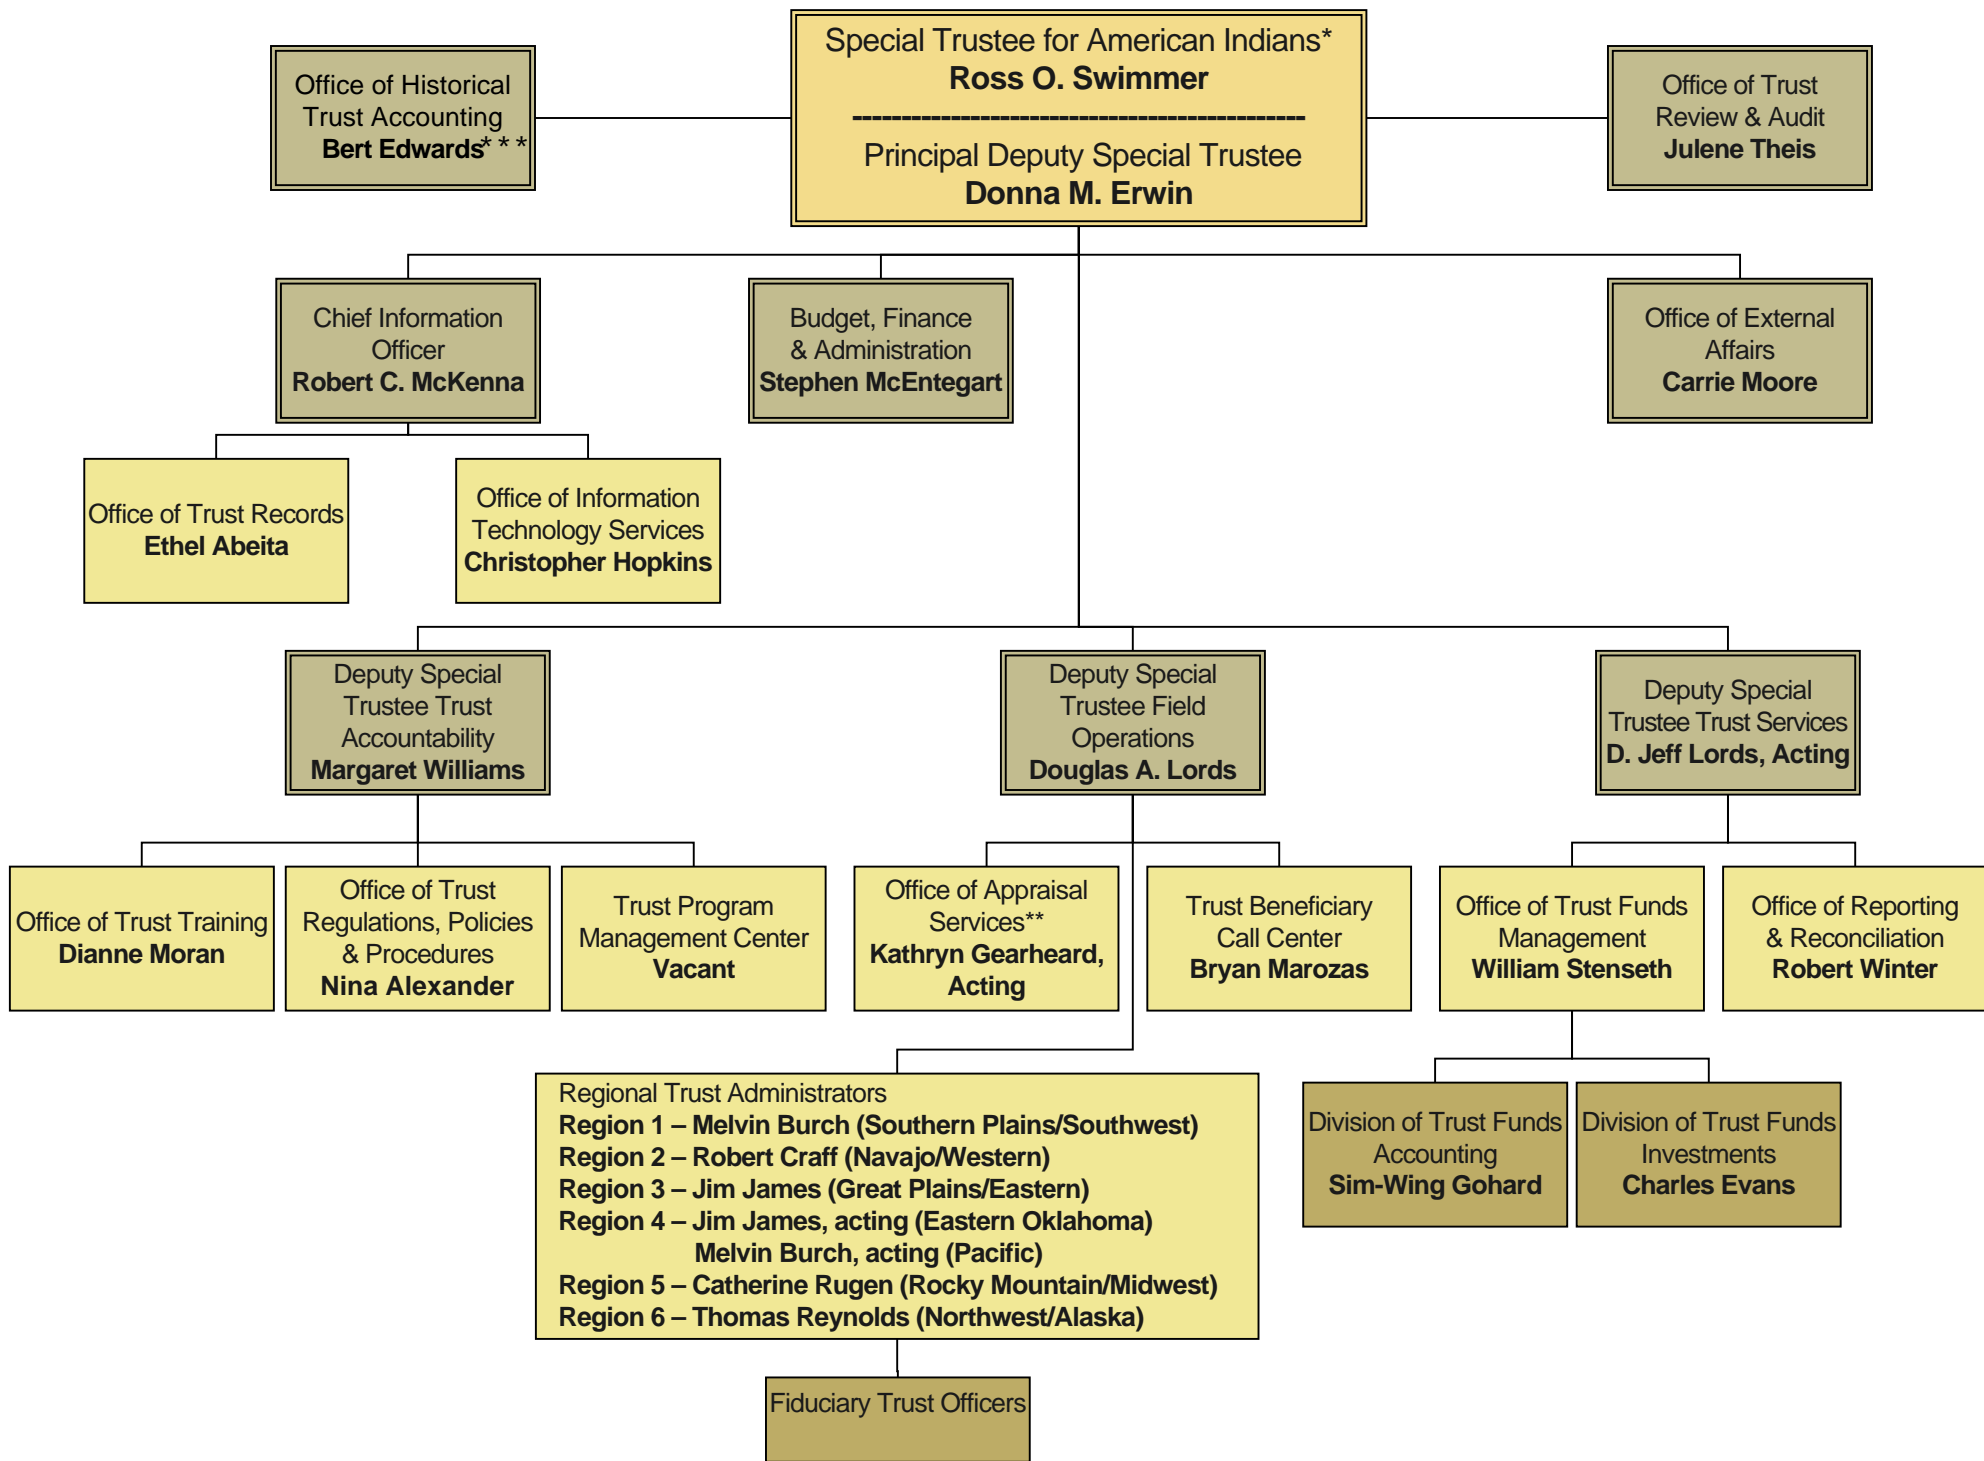 Special Trustee for American Indians*
Ross O. Swimmer
----------------------------------------------
Principal Deputy Special Trustee
Donna M. Erwin
Office of Historical
Trust Accounting
Bert Edwards***
Office of Trust
Review & Audit
Julene Theis
Chief Information
Officer
Robert C. McKenna
Budget, Finance
& Administration
Stephen McEntegart
Office of External
Affairs
Carrie Moore
Office of Trust Records
Ethel Abeita
Office of Information
Technology Services
Christopher Hopkins
Deputy Special
Trustee Trust
Accountability
Margaret Williams
Deputy Special
Trustee Field
Operations
Douglas A. Lords
Deputy Special
Trustee Trust Services
D. Jeff Lords, Acting
Office of Trust Training
Dianne Moran
Office of Trust
Regulations, Policies
& Procedures
Nina Alexander
Trust Program
Management Center
Vacant
Office of Appraisal
Services**
Kathryn Gearheard,
Acting
Trust Beneficiary
Call Center
Bryan Marozas
Office of Trust Funds
Management
William Stenseth
Office of Reporting
& Reconciliation
Robert Winter
Regional Trust Administrators
Region 1 – Melvin Burch (Southern Plains/Southwest)
Region 2 – Robert Craff (Navajo/Western)
Region 3 – Jim James (Great Plains/Eastern)
Region 4 – Jim James, acting (Eastern Oklahoma)
Melvin Burch, acting (Pacific)
Region 5 – Catherine Rugen (Rocky Mountain/Midwest)
Region 6 – Thomas Reynolds (Northwest/Alaska)
Division of Trust Funds
Accounting
Sim-Wing Gohard
Division of Trust Funds
Investments
Charles Evans
Fiduciary Trust Officers